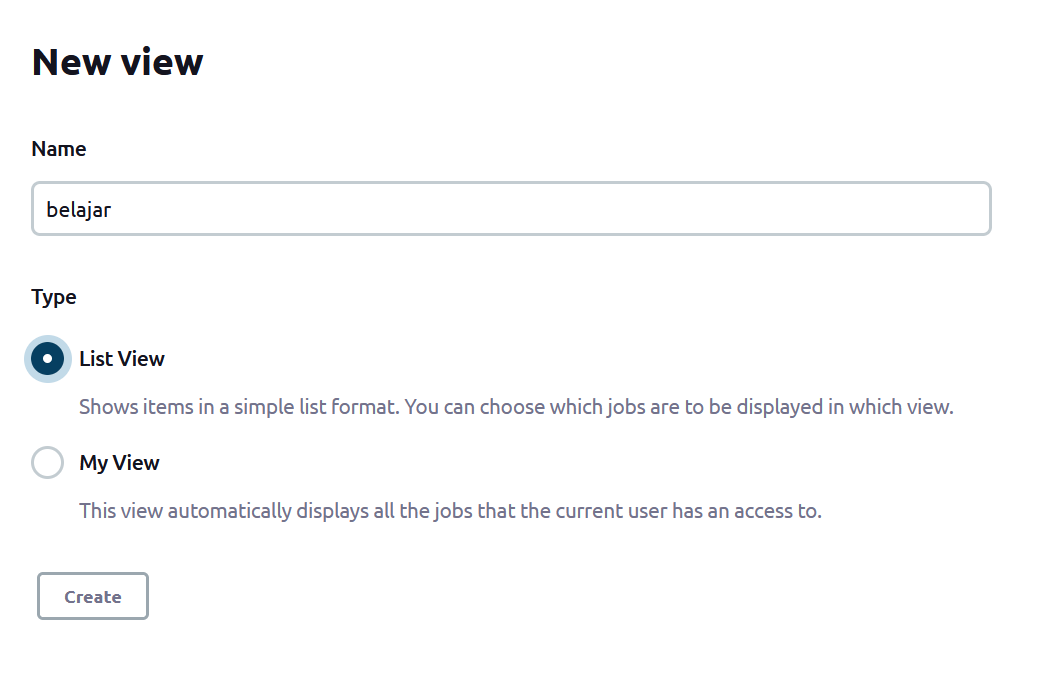 New view
Name
belajar
Type
List View
Shows items in a simple list format. You can choose which jobs are to be displayed in which view.
My View
This view automatically displays all the jobs that the current user has an access to.
Create